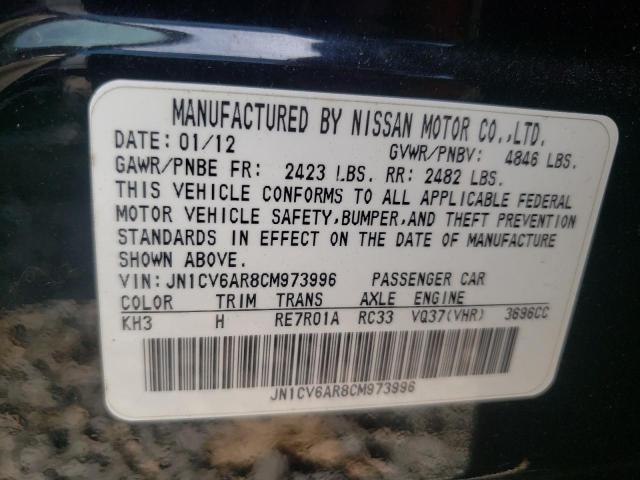 MANUFACTURED BY NISSAN MOTOR CO.,LTD.
DATE: 01/12 GVWR/PNBV: 4846 LBS.
GAWR/PNBE FR: 2423 LBS. RR: 2482 LBS.
THIS VEHICLE CONFORMS TO ALL APPLICABLE FEDERAL
MOTOR VEHICLE SAFETY,BUMPER,AND THEFT PREVENTION
STANDARDS IN EFFECT ON THE DATE OF MANUFACTURE
SHOWN ABOVE.
VIN: JN1CV6AR8CM973996 PASSENGER CAR
COLOR TRIM TRANS AXLE ENGINE
KH3 H RE7R01A RC33 VQ37(VHR) 3696CC
JN1CV6AR8CM973996